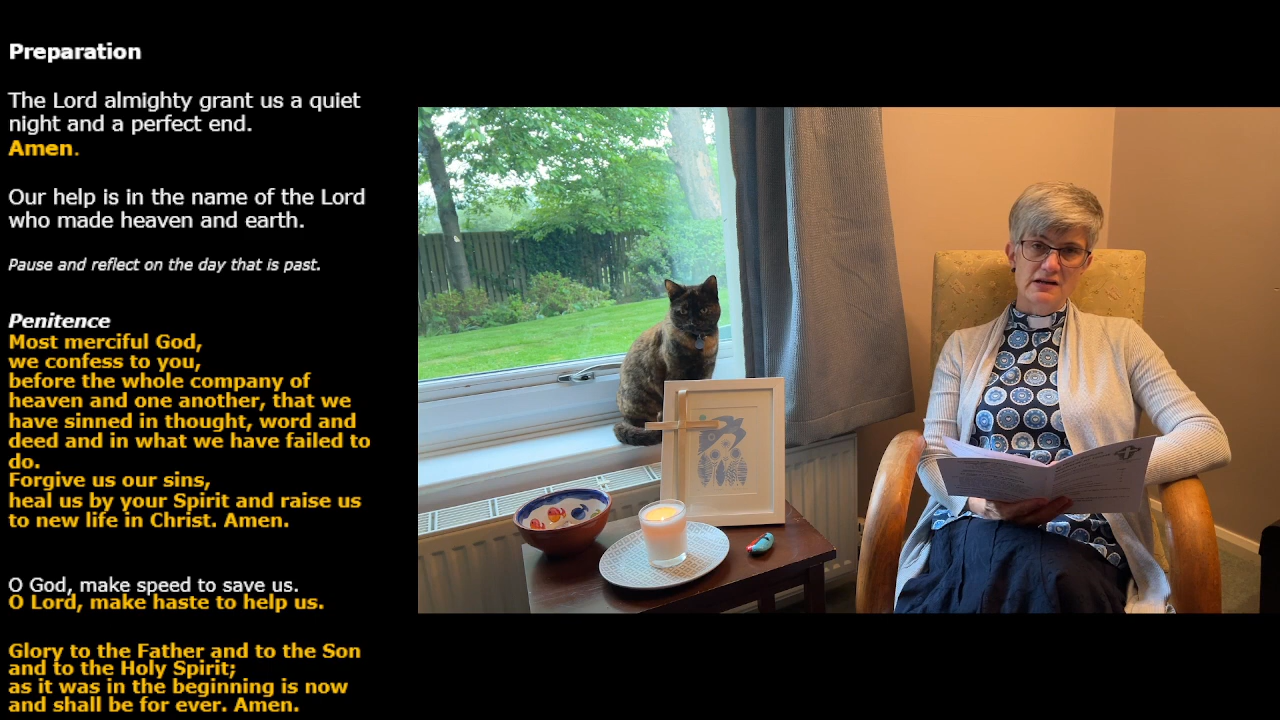 Preparation
The Lord almighty grant us a quiet
night and a perfect end.
Amen.
Our help is in the name of the Lord
who made heaven and earth.
Pause and reflect on the day that is past.
Penitence
Most merciful God,
we confess to you,
before the whole company of
heaven and one another, that we
have sinned in thought, word and
deed and in what we have failed to
do.
Forgive us our sins,
heal us by your Spirit and raise us
to new life in Christ. Amen.
O God, make speed to save us.
O Lord, make haste to help us.
Glory to the Father and to the Son
and to the Holy Spirit;
as it was in the beginning is now
and shall be for ever. Amen.